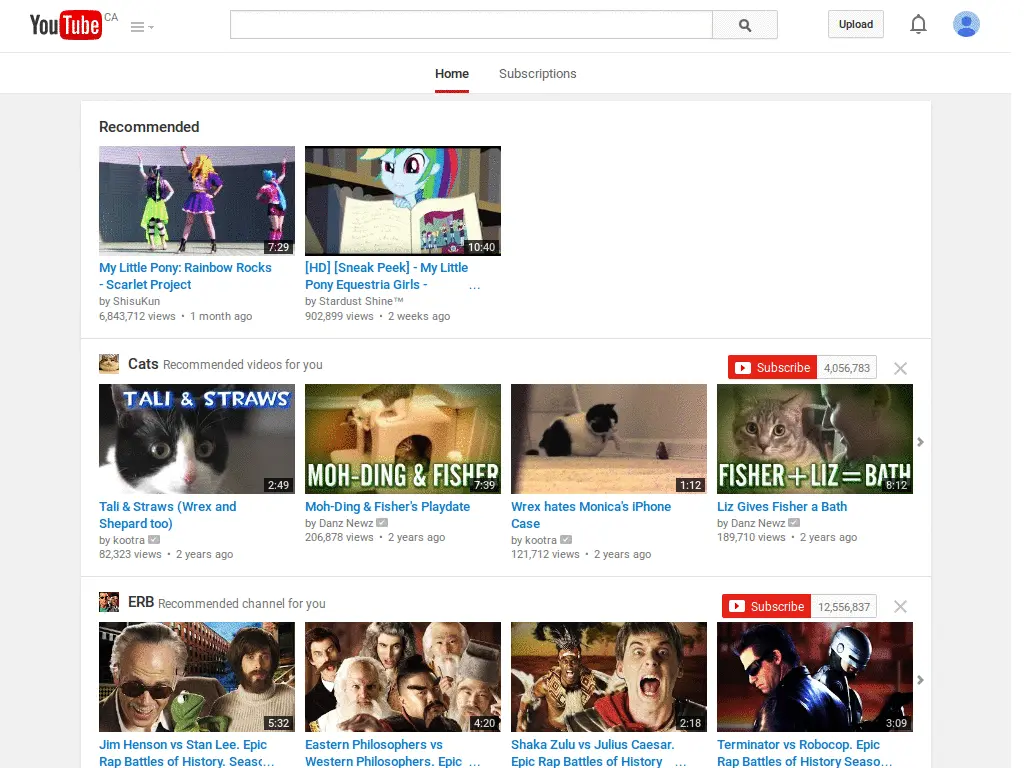 YouTube CA
Upload
Home
Subscriptions
Recommended
7:29
10:40
My Little Pony: Rainbow Rocks
- Scarlet Project
by ShisuKun
6,843,712 views • 1 month ago
[HD] [Sneak Peek] - My Little
Pony Equestria Girls - ...
by Stardust Shine™
902,899 views • 2 weeks ago
Cats Recommended videos for you
Subscribe 4,056,783
TALI & STRAWS
2:49
MOH-DING & FISHER
7:39
1:12
FISHER+LIZ=BATH
8:12
Tali & Straws (Wrex and
Shepard too)
by kootra
82,323 views • 2 years ago
Moh-Ding & Fisher's Playdate
by Danz Newz
206,878 views • 2 years ago
Wrex hates Monica's iPhone
Case
by kootra
121,712 views • 2 years ago
Liz Gives Fisher a Bath
by Danz Newz
189,710 views • 2 years ago
ERB Recommended channel for you
Subscribe 12,556,837
5:32
4:20
2:18
3:09
Jim Henson vs Stan Lee. Epic
Rap Battles of History. Seasc...
Eastern Philosophers vs
Western Philosophers. Epic ...
Shaka Zulu vs Julius Caesar.
Epic Rap Battles of History ...
Terminator vs Robocop. Epic
Rap Battles of History Seaso...